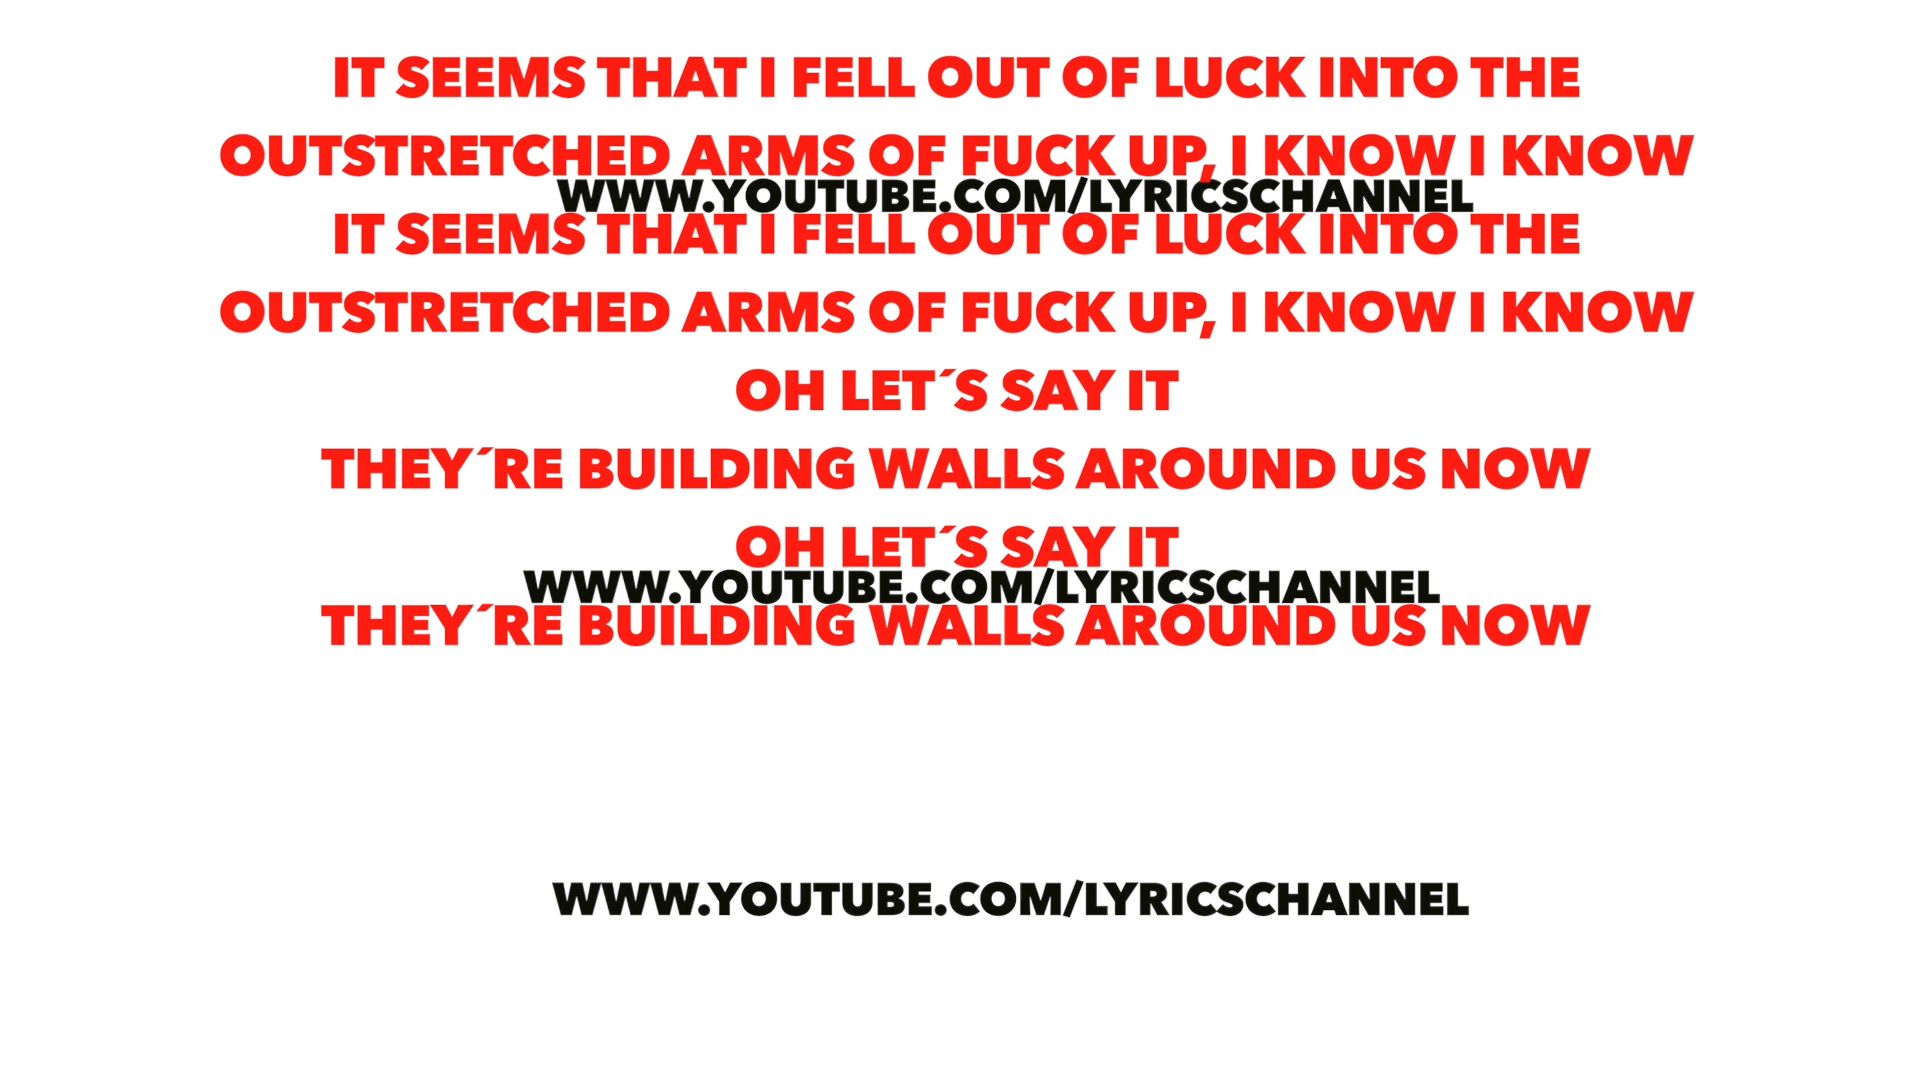 IT SEEMS THAT I FELL OUT OF LUCK INTO THE
OUTSTRETCHED ARMS OF FUCK UP, I KNOW I KNOW
WWW.YOUTUBE.COM/LYRICSCHANNEL
IT SEEMS THAT I FELL OUT OF LUCK INTO THE
OUTSTRETCHED ARMS OF FUCK UP, I KNOW I KNOW
OH LET´S SAY IT
THEY´RE BUILDING WALLS AROUND US NOW
OH LET´S SAY IT
WWW.YOUTUBE.COM/LYRICSCHANNEL
THEY´RE BUILDING WALLS AROUND US NOW
WWW.YOUTUBE.COM/LYRICSCHANNEL